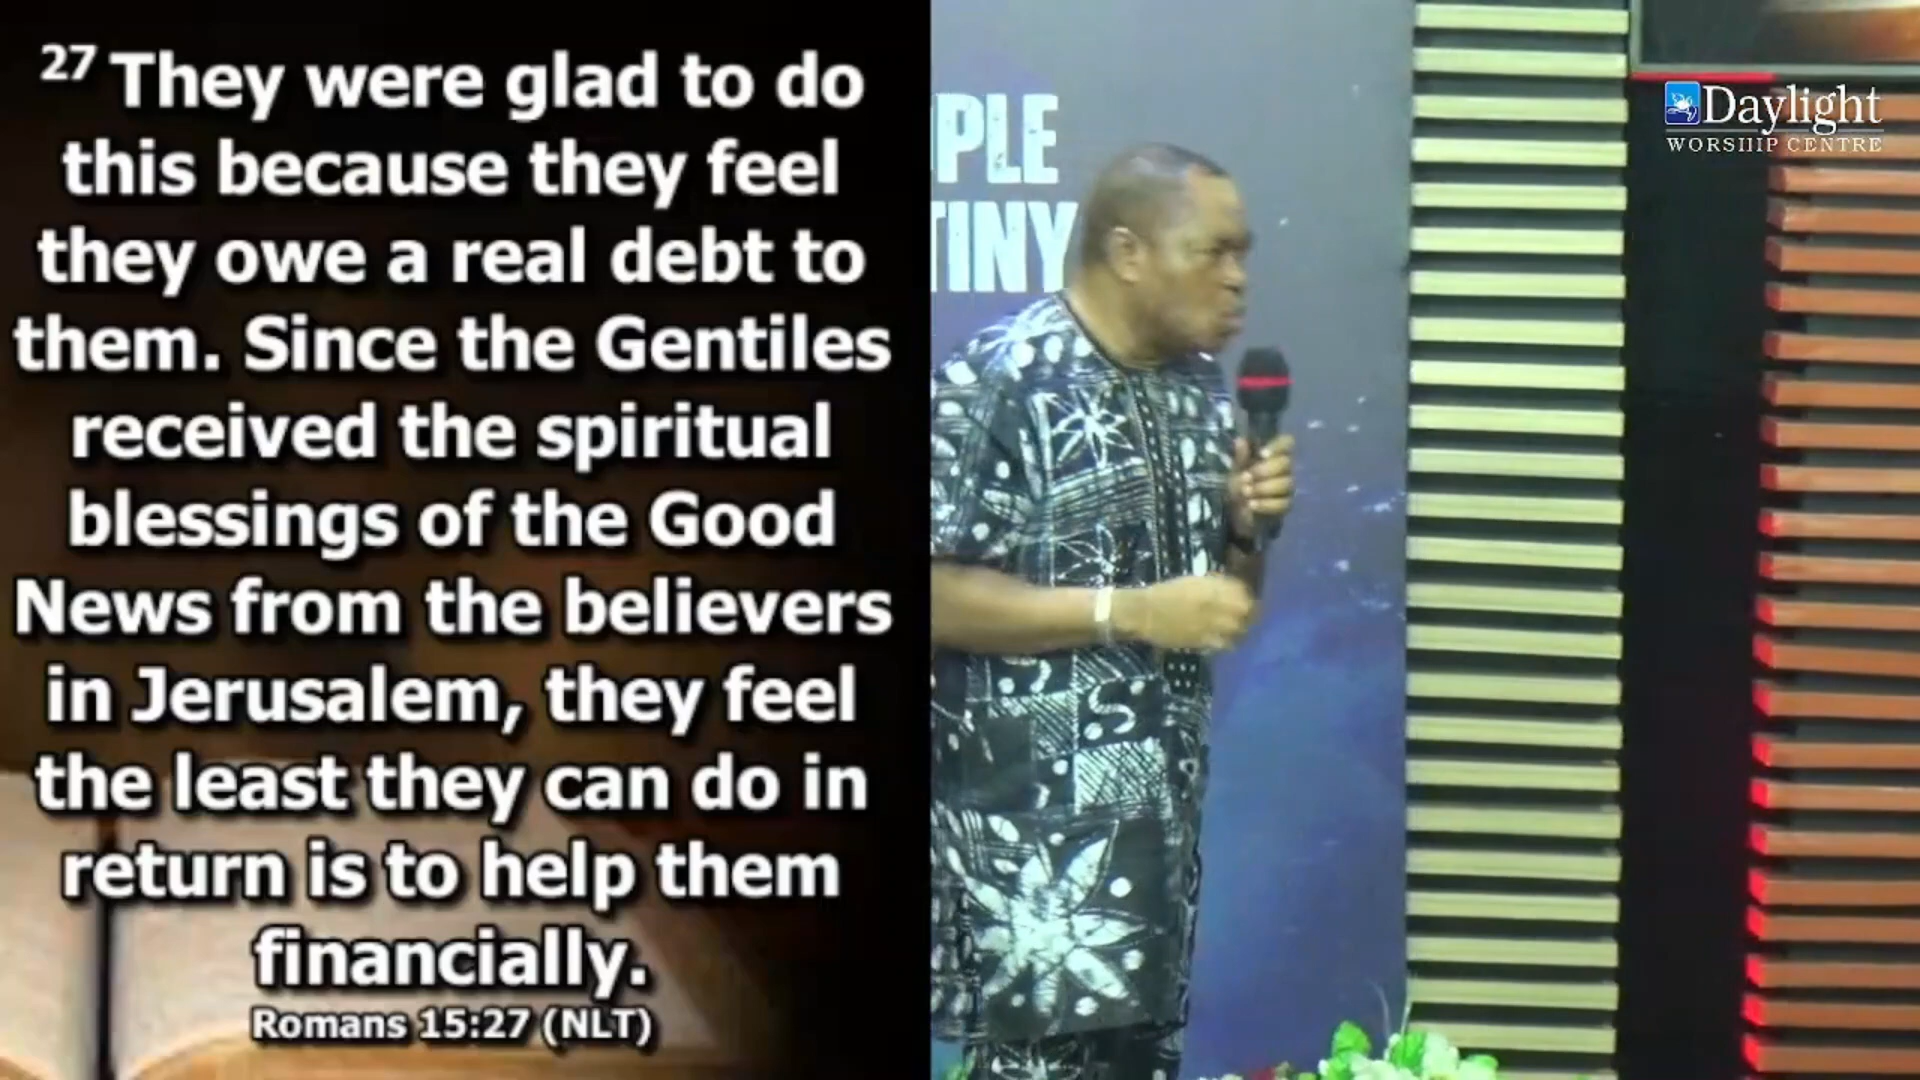 27 They were glad to do
this because they feel
they owe a real debt to
them. Since the Gentiles
received the spiritual
blessings of the Good
News from the believers
in Jerusalem, they feel
the least they can do in
return is to help them
financially.
Romans 15:27 (NLT)
PLE
TINY
Daylight
WORSHIP CENTRE